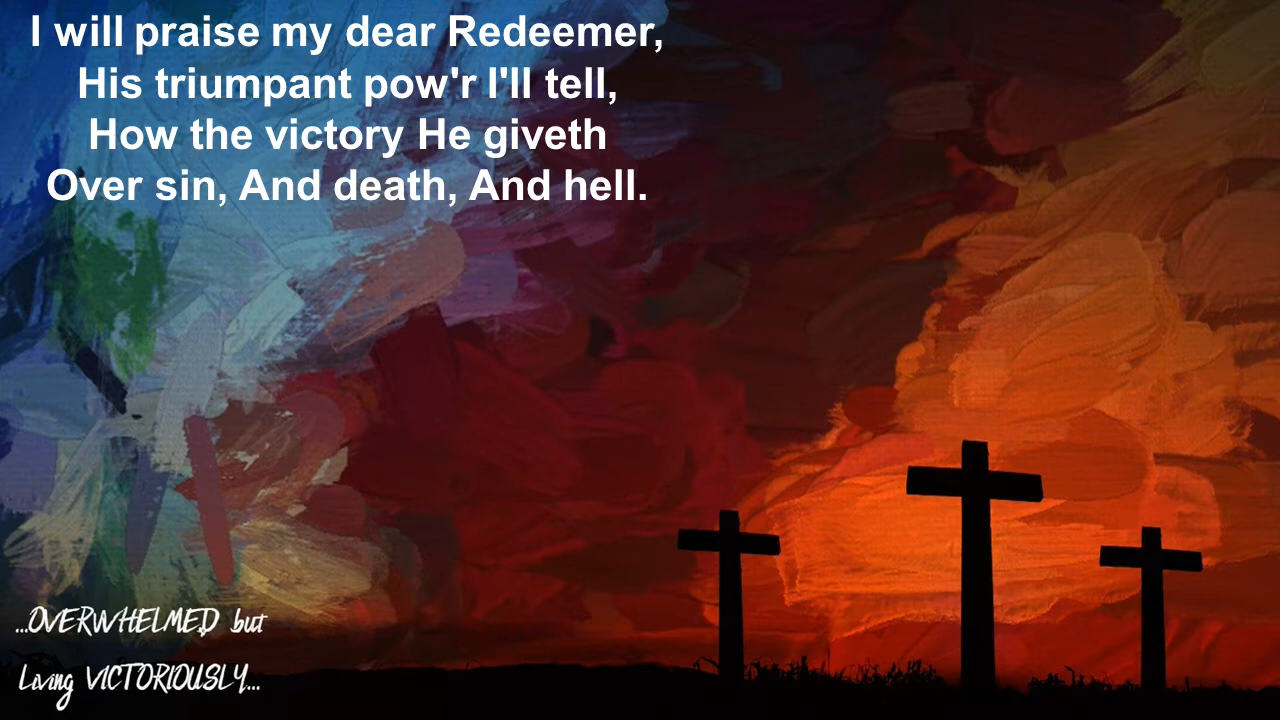 I will praise my dear Redeemer,
His triumpant pow'r I'll tell,
How the victory He giveth
Over sin, And death, And hell.
...OVERWHELMED but
Living VICTORIOUSLY...